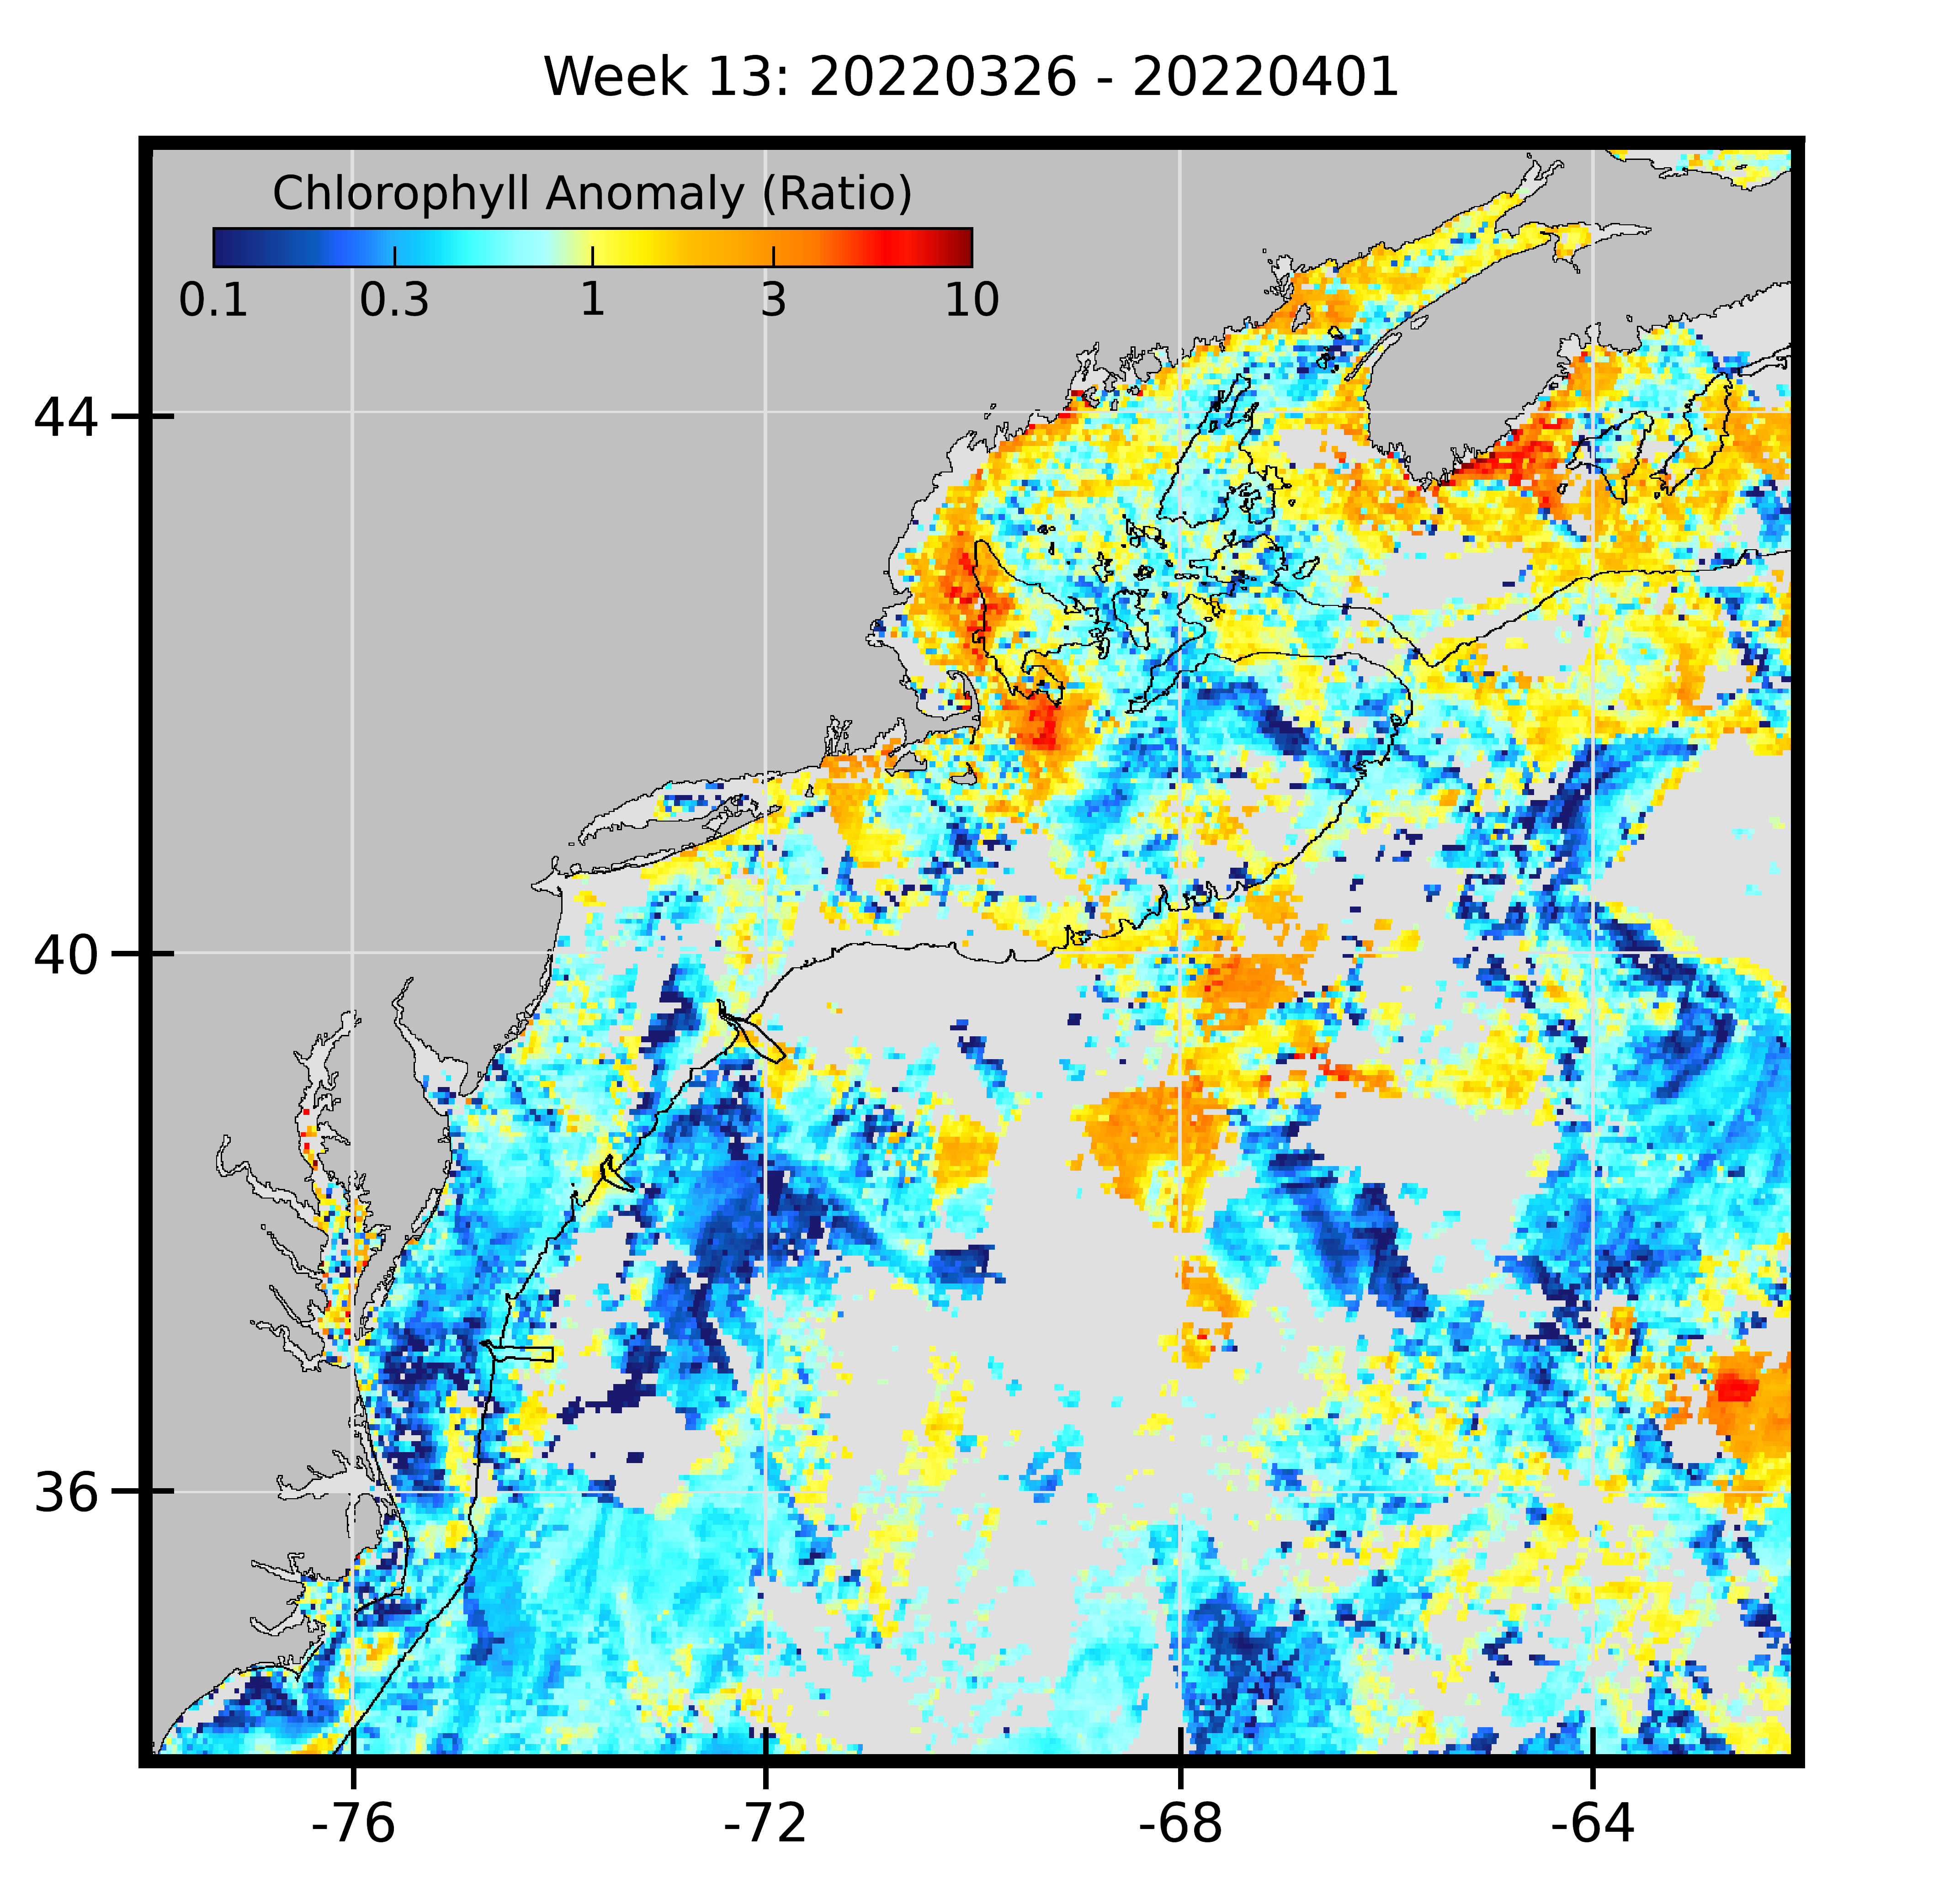 Week 13: 20220326 - 20220401
Chlorophyll Anomaly (Ratio)
0.1 0.3 1 3 10
44
40
36
-76 -72 -68 -64